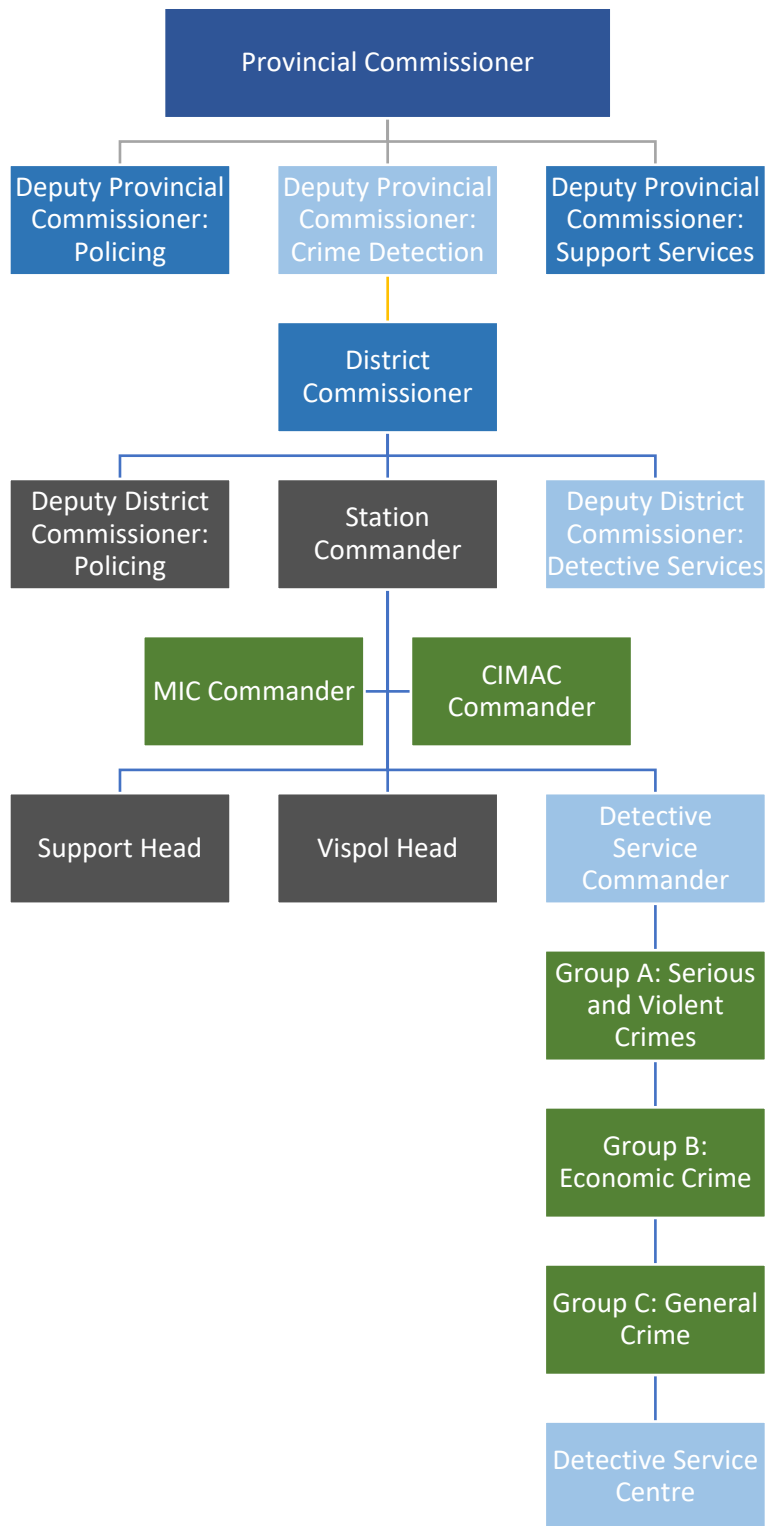 Provincial Commissioner
Deputy Provincial
Commissioner:
Policing
Deputy Provincial
Commissioner:
Crime Detection
Deputy Provincial
Commissioner:
Support Services
District
Commissioner
Deputy District
Commissioner:
Policing
Station
Commander
Deputy District
Commissioner:
Detective Services
MIC Commander
CIMAC
Commander
Support Head
Vispol Head
Detective
Service
Commander
Group A: Serious
and Violent
Crimes
Group B:
Economic Crime
Group C: General
Crime
Detective Service
Centre